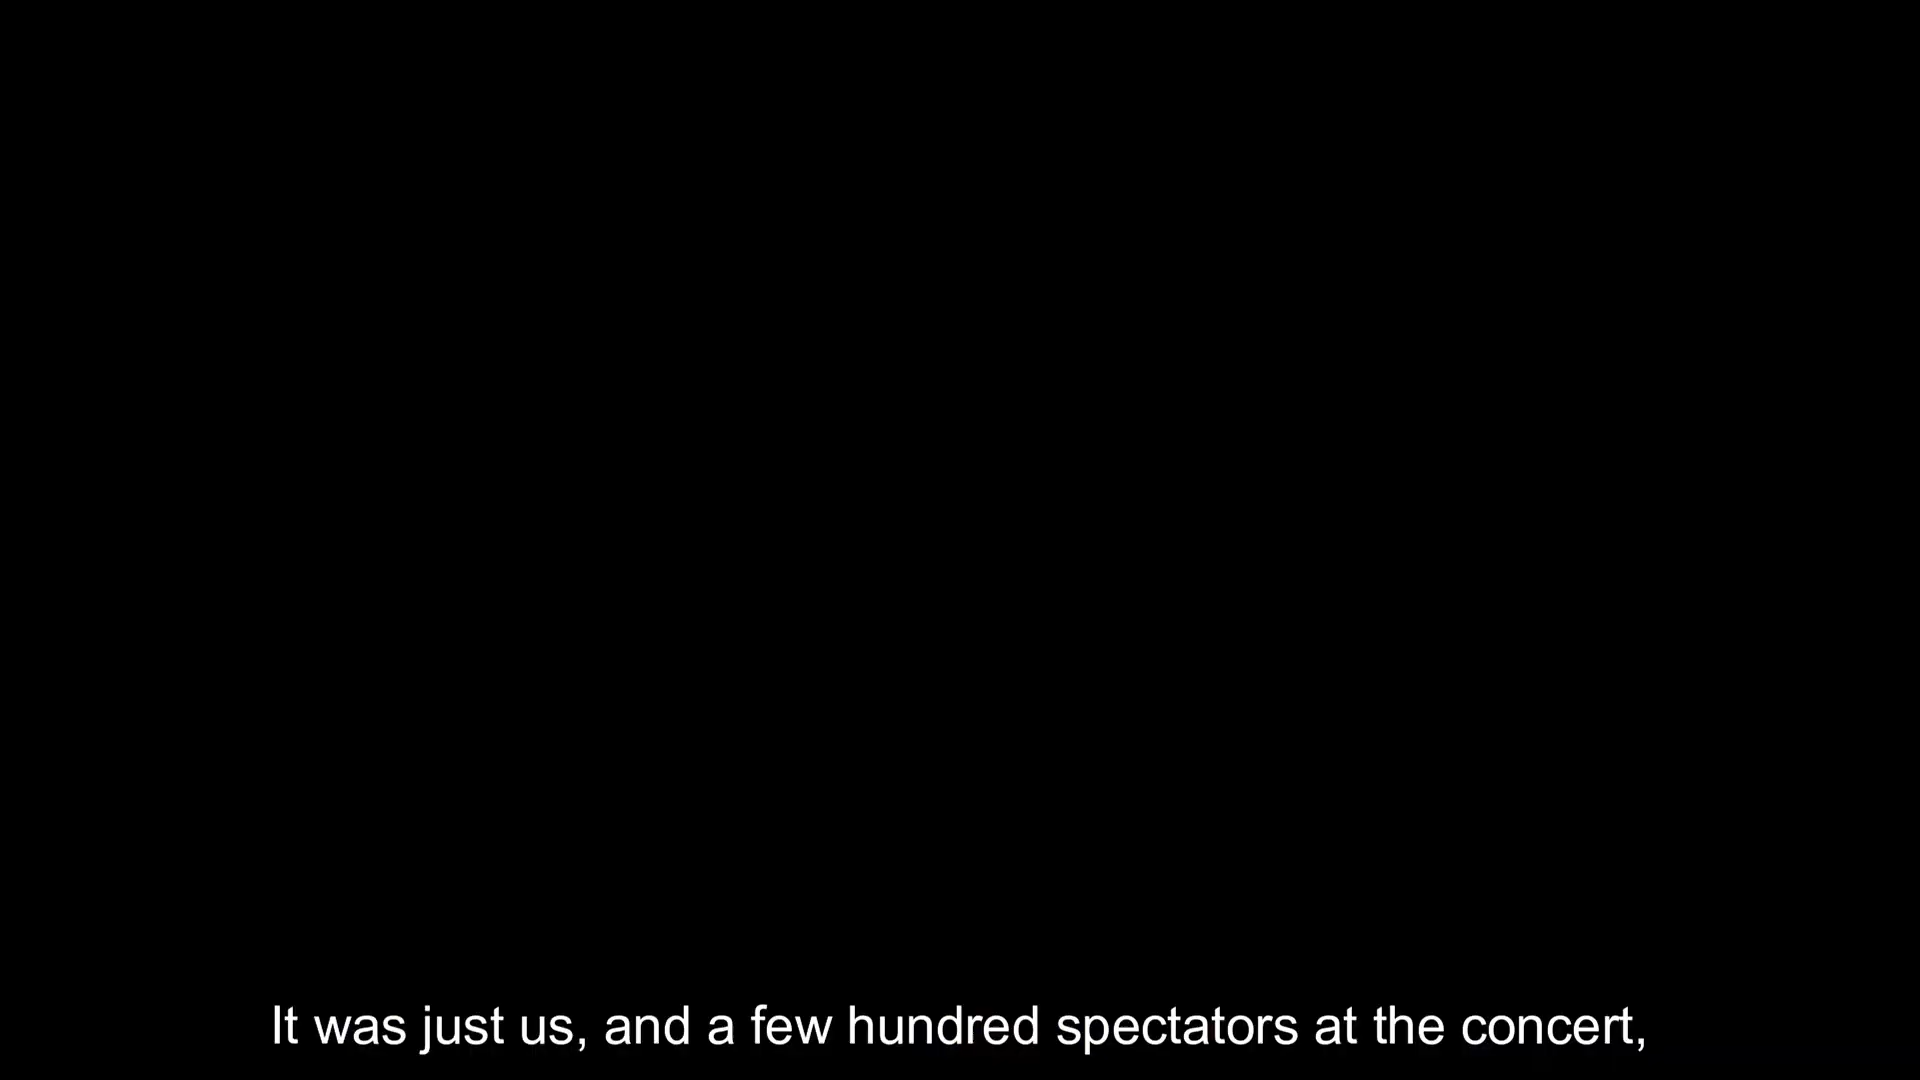 It was just us, and a few hundred spectators at the concert,